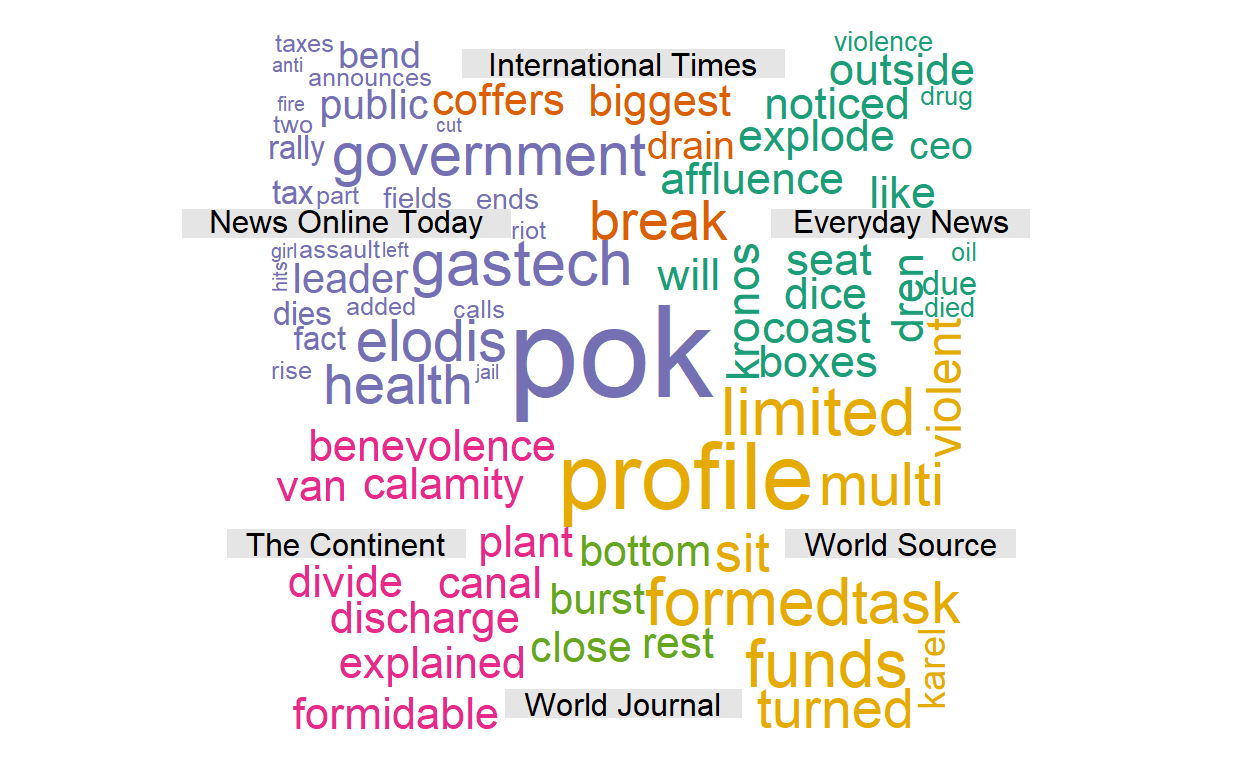 taxes
bend
violence
anti
announces
International Times
outside
fire
public
coffers
biggest
noticed
drug
two
cut
rally
government
drain
explode
ceo
tax
part
fields
ends
affluence
like
News Online Today
riot
break
Everyday News
girl
assault
left
hits
leader
gastech
will
kronos
seat
dren
oil
dice
due
dies
added
calls
died
fact
elodis
pok
coast
boxes
rise
health
jail
violent
limited
benevolence
van
calamity
profile
multi
The Continent
plant
bottom
sit
World Source
divide
canal
burst
formed
task
discharge
explained
close
rest
funds
karel
formidable
World Journal
turned